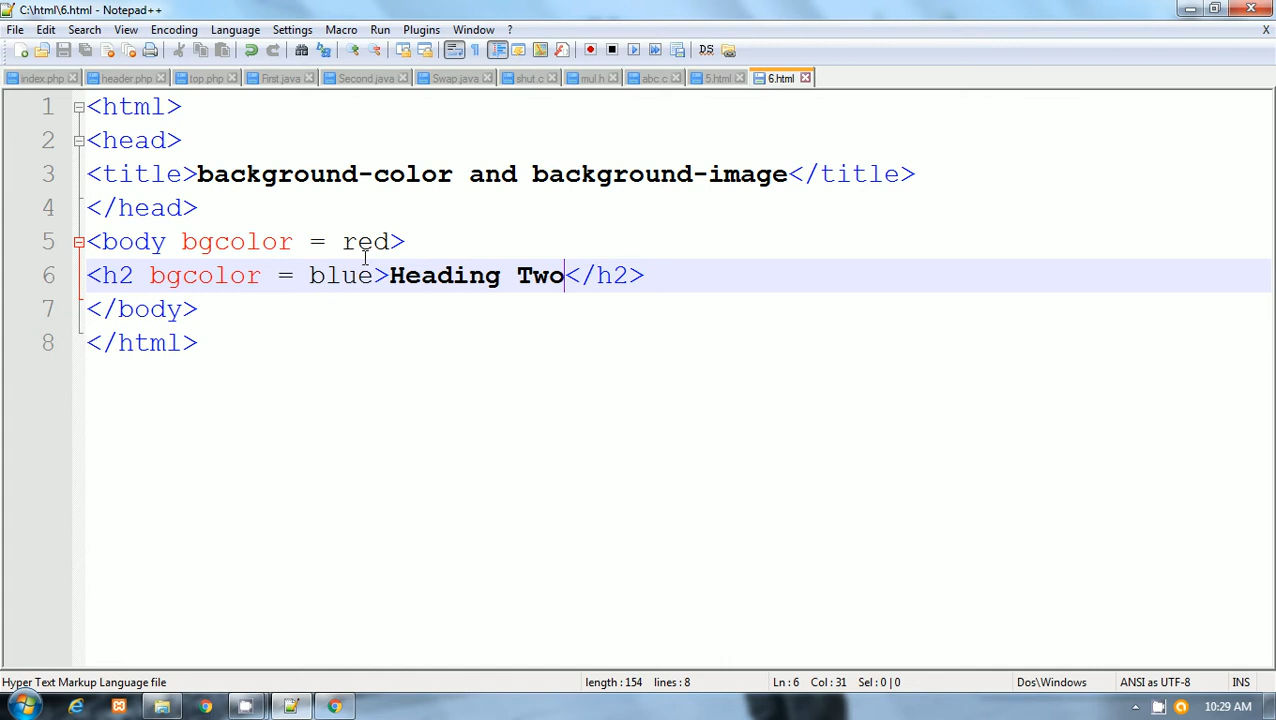 C:\html\6.html - Notepad++
File Edit Search View Encoding Language Settings Macro Run Plugins Window ? X
index.php header.php top.php First.java Second.java Swap.java shut.c mul.h abc.c 5.html 6.html
1 <html>
2 <head>
3 <title>background-color and background-image</title>
4 </head>
5 <body bgcolor = red>
6 <h2 bgcolor = blue>Heading Two</h2>
7 </body>
8 </html>
Hyper Text Markup Language file length : 154 lines : 8 Ln : 6 Col : 31 Sel : 0 | 0 Dos\Windows ANSI as UTF-8 INS
10:29 AM